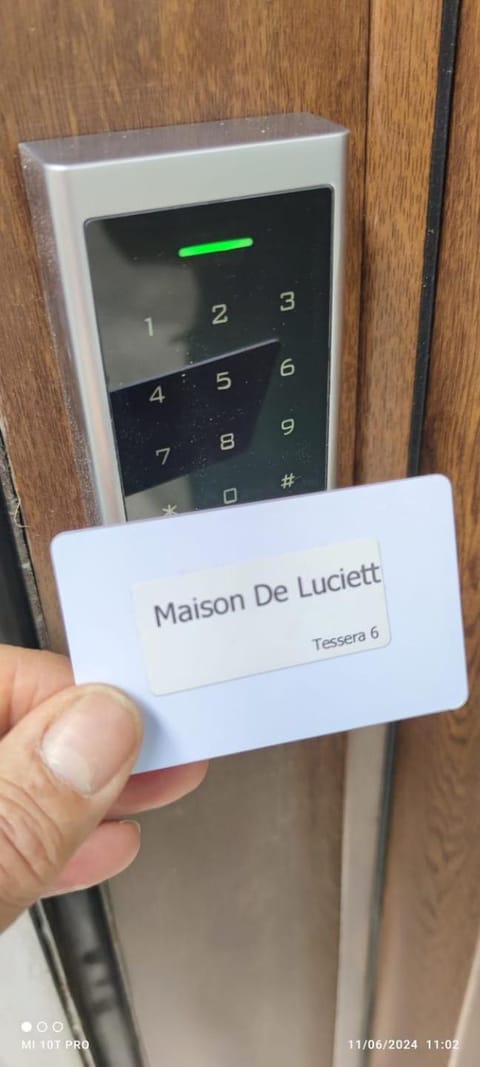 1 2 3
4 5 6
7 8 9
* 0 #
Maison De Luciett
Tessera 6
MI 10T PRO
11/06/2024 11:02